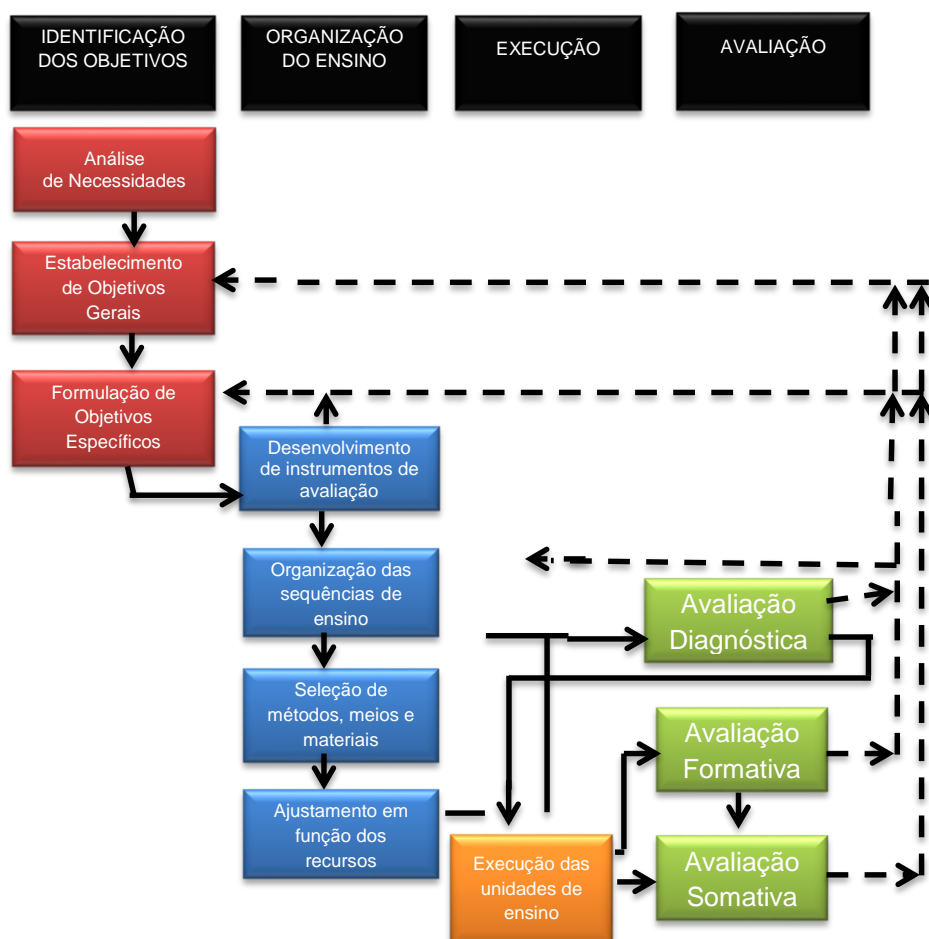 IDENTIFICAÇÃO
DOS OBJETIVOS
ORGANIZAÇÃO
DO ENSINO
EXECUÇÃO
AVALIAÇÃO
Análise
de Necessidades
Estabelecimento
de Objetivos
Gerais
Formulação de
Objetivos
Específicos
Desenvolvimento
de instrumentos de
avaliação
Organização das
sequências de
ensino
Seleção de
métodos, meios e
materiais
Ajustamento em
função dos
recursos
Execução das
unidades de
ensino
Avaliação
Diagnóstica
Avaliação
Formativa
Avaliação
Somativa